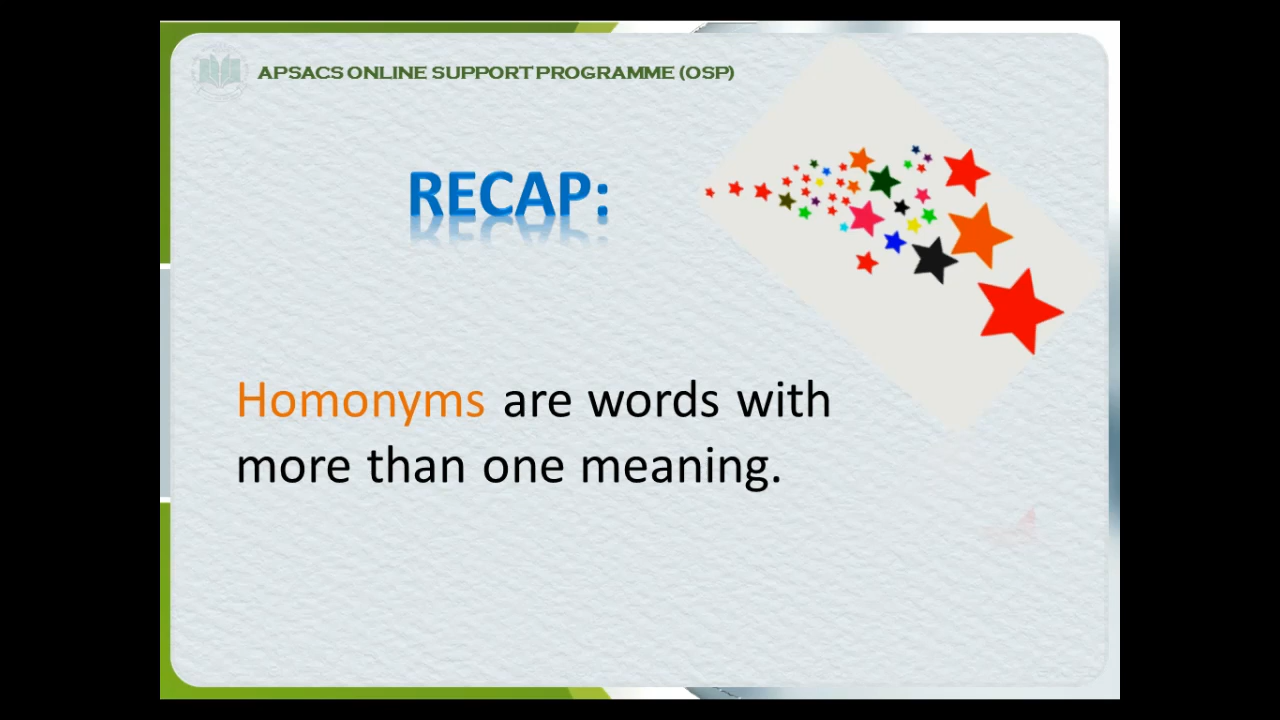 APSACS ONLINE SUPPORT PROGRAMME (OSP)
RECAP:
Homonyms are words with
more than one meaning.